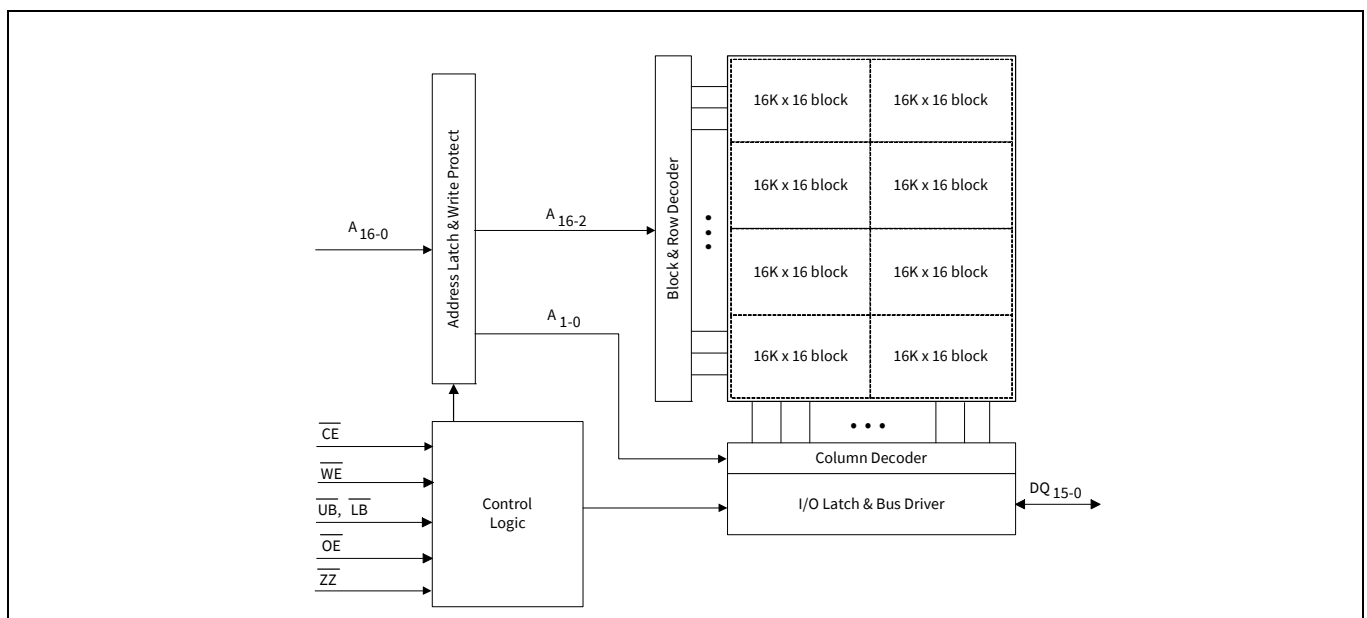 Address Latch & Write Protect
Block & Row Decoder
16K x 16 block 16K x 16 block
16K x 16 block 16K x 16 block
16K x 16 block 16K x 16 block
16K x 16 block 16K x 16 block
A 16-0
A 16-2
A 1-0
CE
WE
UB, LB
OE
ZZ
Control
Logic
Column Decoder
I/O Latch & Bus Driver
DQ 15-0